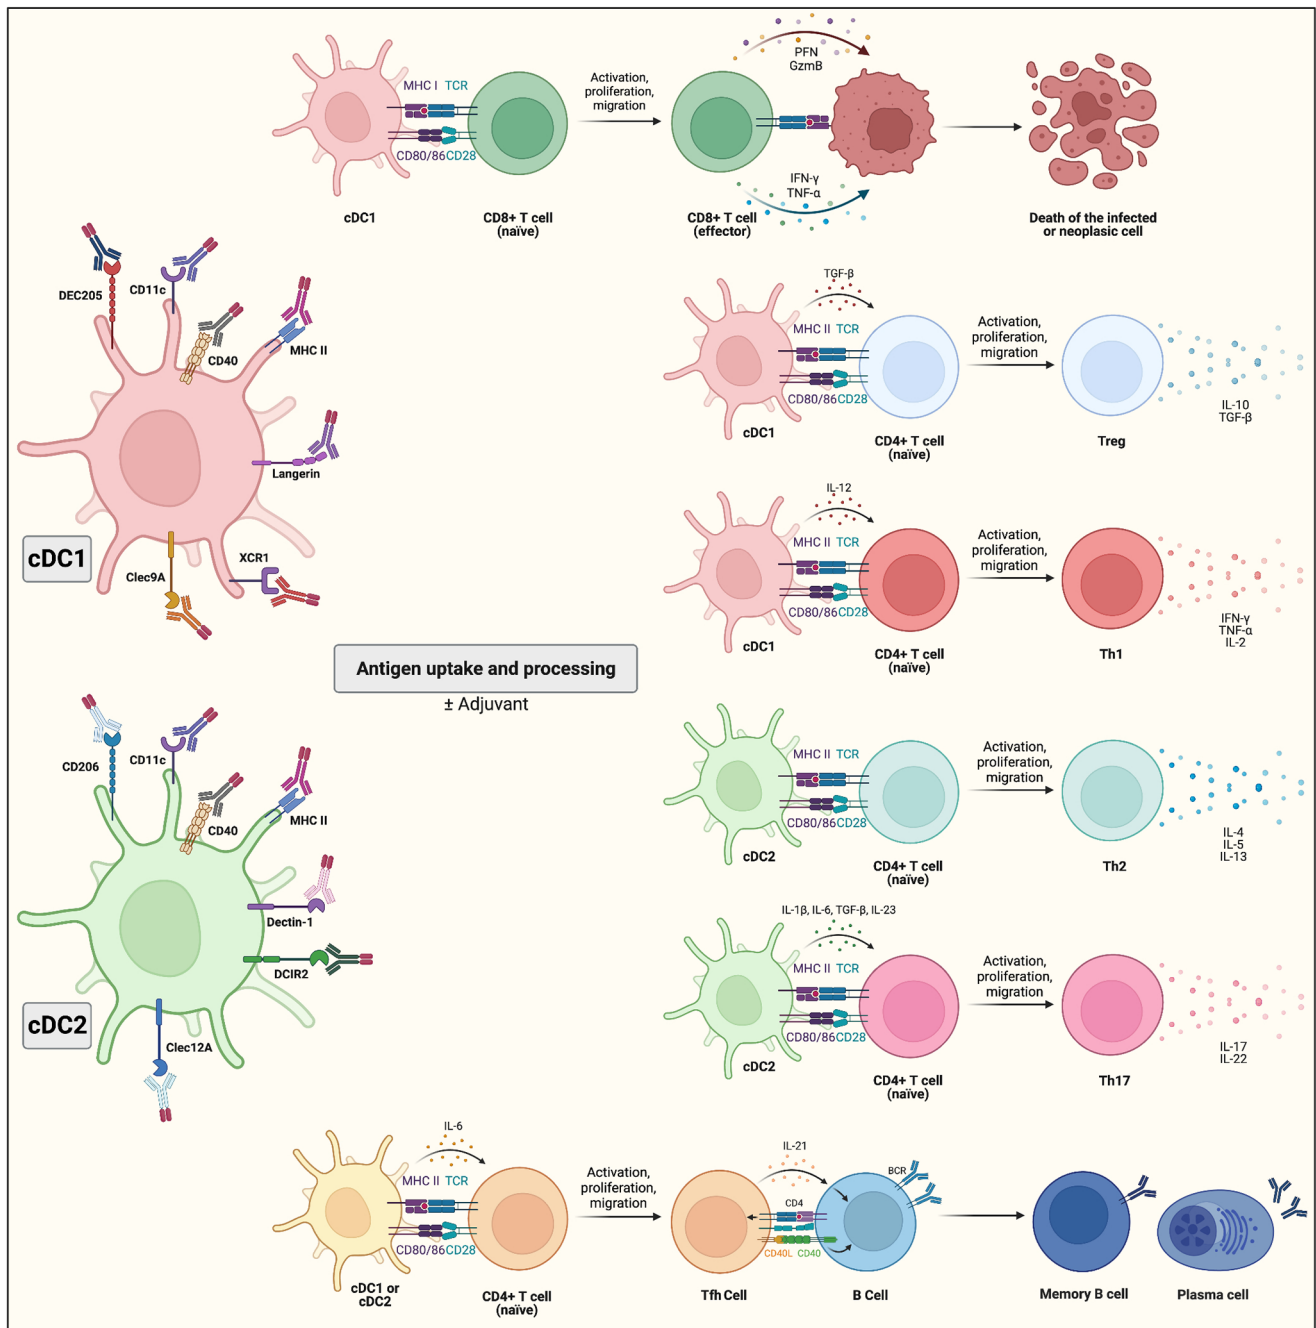 MHC I TCR
CD80/86 CD28
Activation,
proliferation,
migration
PFN
GzmB
IFN-γ
TNF-α
cDC1
CD8+ T cell
(naïve)
CD8+ T cell
(effector)
Death of the infected
or neoplasic cell
DEC205
CD11c
CD40
MHC II
Langerin
cDC1
Clec9A
XCR1
TGF-β
MHC II TCR
CD80/86 CD28
Activation,
proliferation,
migration
IL-10
TGF-β
cDC1
CD4+ T cell
(naïve)
Treg
IL-12
MHC II TCR
CD80/86 CD28
Activation,
proliferation,
migration
IFN-γ
TNF-α
IL-2
cDC1
CD4+ T cell
(naïve)
Th1
Antigen uptake and processing
± Adjuvant
CD206
CD11c
CD40
MHC II
Dectin-1
DCIR2
cDC2
Clec12A
MHC II TCR
CD80/86 CD28
Activation,
proliferation,
migration
IL-4
IL-5
IL-13
cDC2
CD4+ T cell
(naïve)
Th2
IL-1β, IL-6, TGF-β, IL-23
MHC II TCR
CD80/86 CD28
Activation,
proliferation,
migration
IL-17
IL-22
cDC2
CD4+ T cell
(naïve)
Th17
IL-6
MHC II TCR
CD80/86 CD28
Activation,
proliferation,
migration
IL-21
BCR
CD4
CD40L CD40
cDC1 or
cDC2
CD4+ T cell
(naïve)
Tfh Cell
B Cell
Memory B cell
Plasma cell